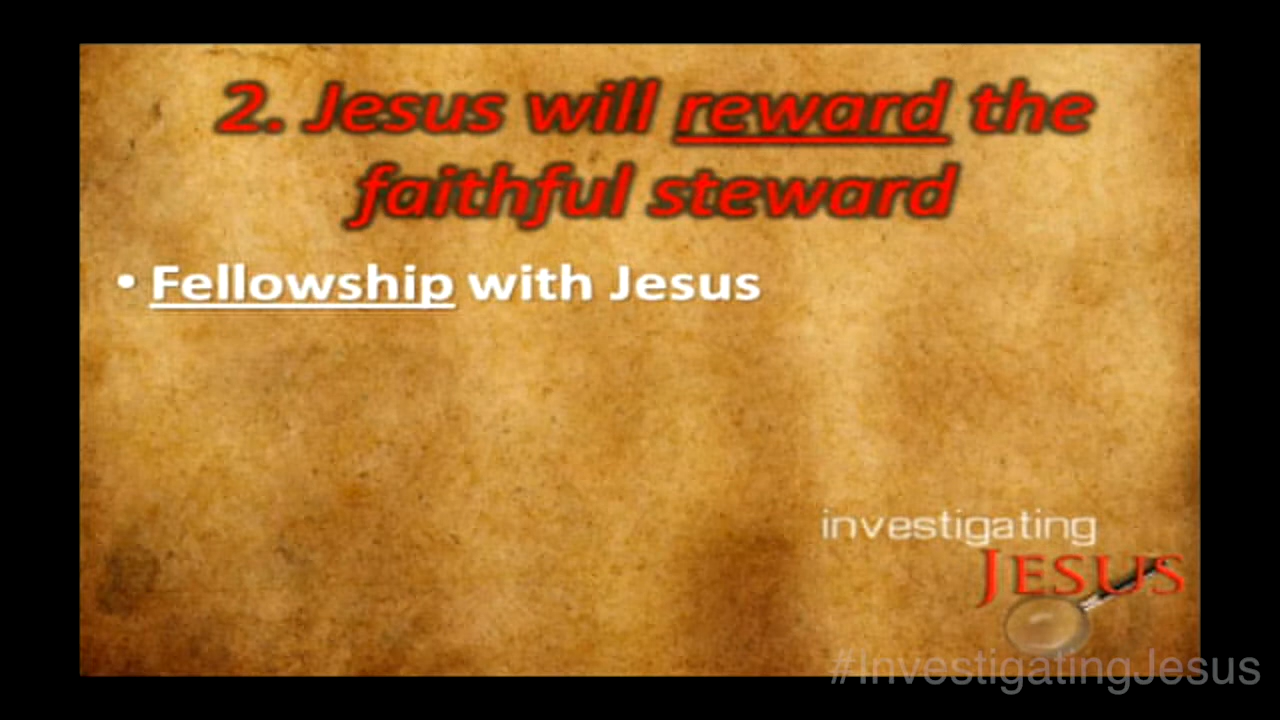 2. Jesus will reward the
faithful steward
• Fellowship with Jesus
investigating
JESUS
#InvestigatingJesus